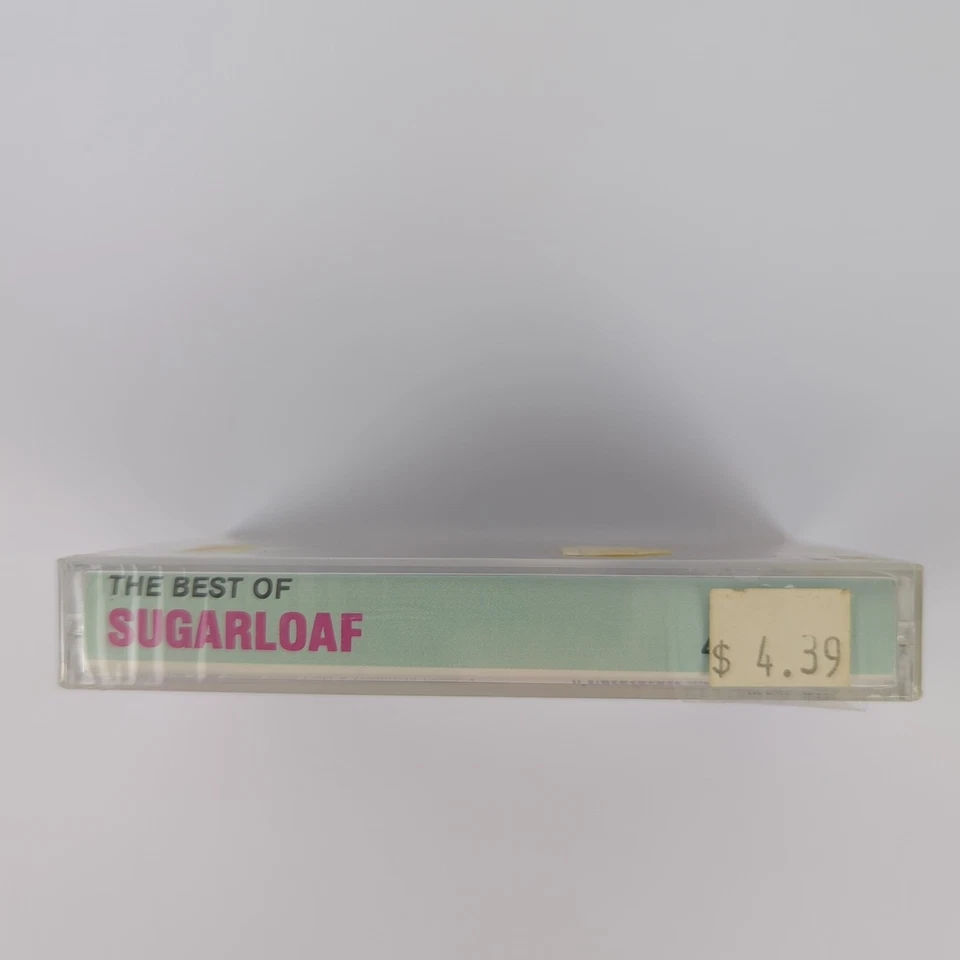 THE BEST OF
SUGARLOAF
$ 4.39